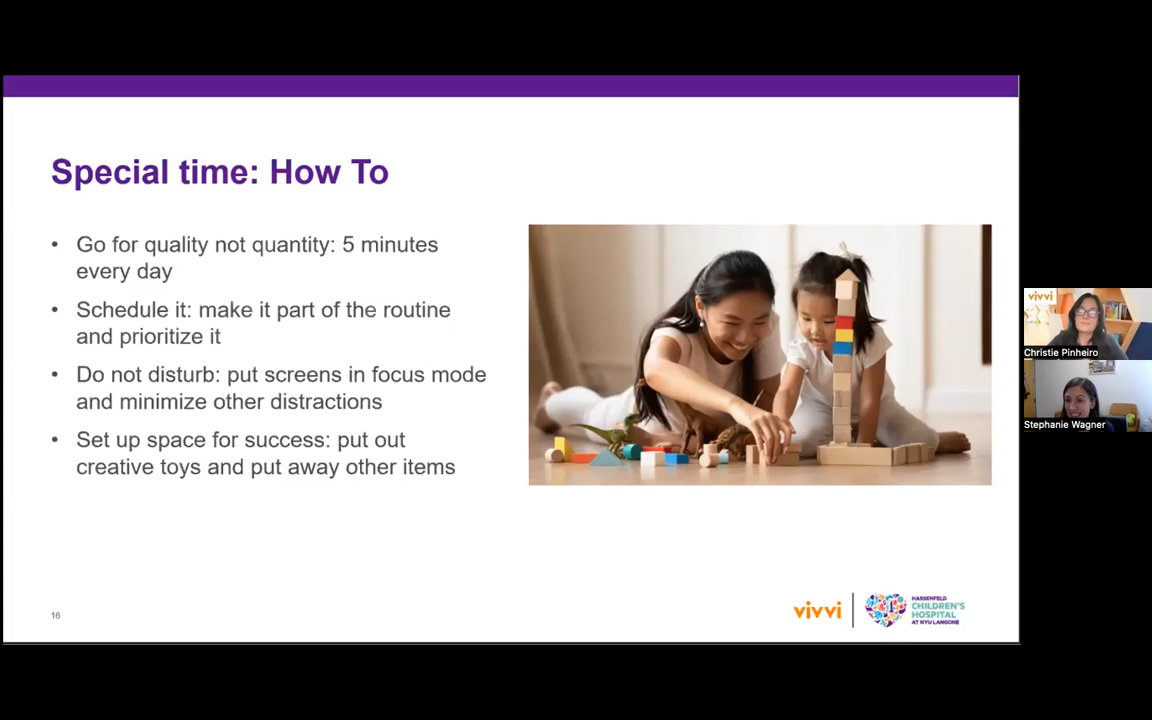 Special time: How To
• Go for quality not quantity: 5 minutes
every day
• Schedule it: make it part of the routine
and prioritize it
• Do not disturb: put screens in focus mode
and minimize other distractions
• Set up space for success: put out
creative toys and put away other items
16
vivvi
HASSENFELD
CHILDREN'S
HOSPITAL
AT NYU LANGONE
vivvi
Christie Pinheiro
Stephanie Wagner